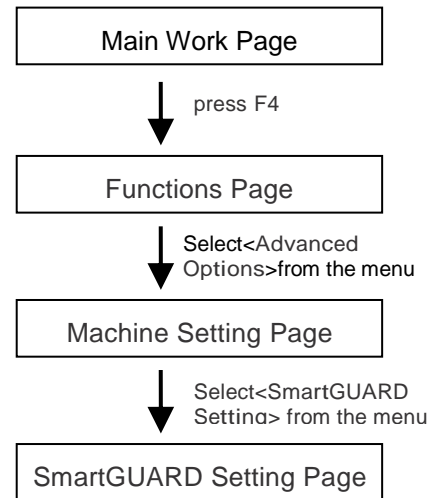 Main Work Page
press F4
Functions Page
Select<Advanced
Options>from the menu
Machine Setting Page
Select<SmartGUARD
Setting> from the menu
SmartGUARD Setting Page